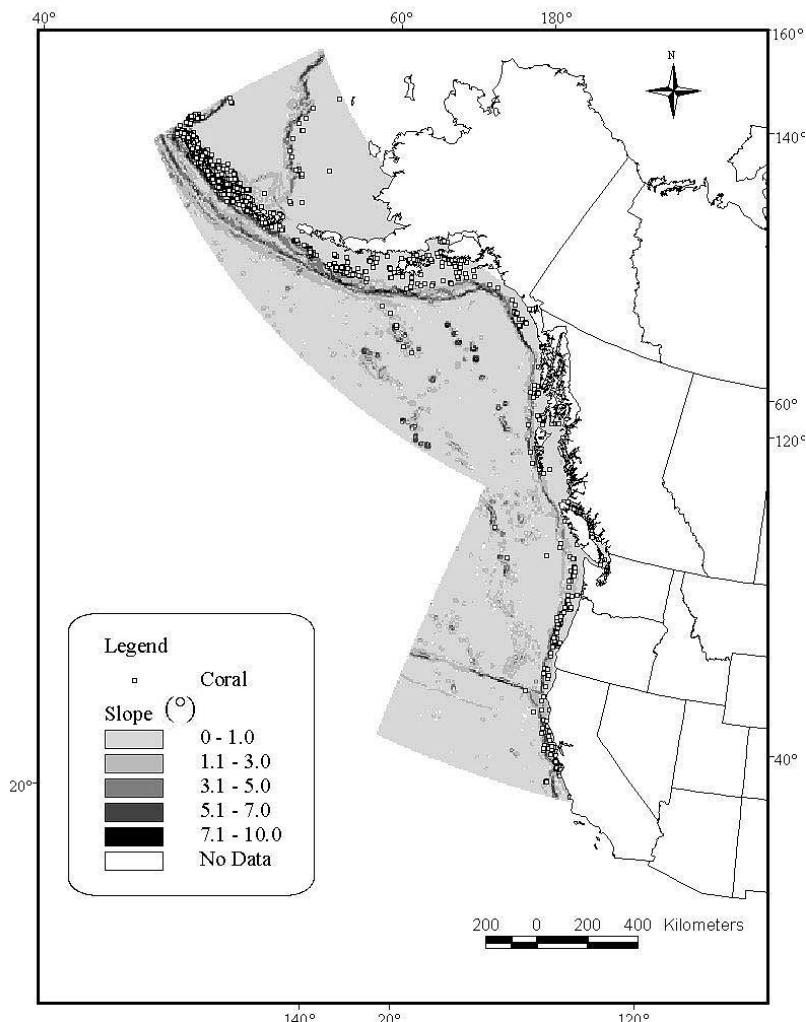 40° 60° 180° 160°
N
140°
60°
120°
Legend
Coral
Slope (°)
0 - 1.0
1.1 - 3.0
3.1 - 5.0
5.1 - 7.0
7.1 - 10.0
No Data
20°
40°
200 0 200 400 Kilometers
140° 20° 120°